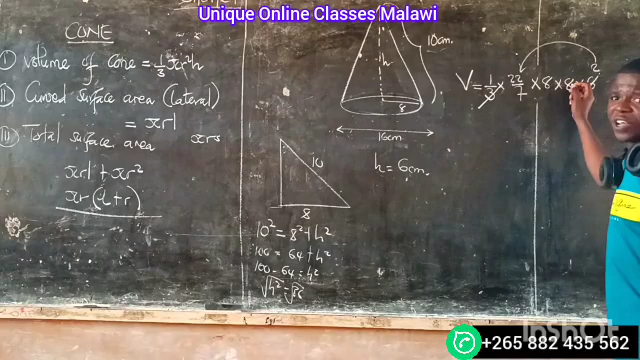 Unique Online Classes Malawi
CONE
(I) Volume of Cone = 1/3 πr²h
(II) Curved surface area (lateral)
= πrl
(III) Total surface area
πrl + πr²
πr(l + r)
10cm.
h
8
16cm
10
8
h = 6cm.
10² = 8² + h²
100 = 64 + h²
100 - 64 = h²
√h² = √36
V = 1/3 × 22/7 × 8 × 8 × 6
2
+265 882 435 562
InShOt